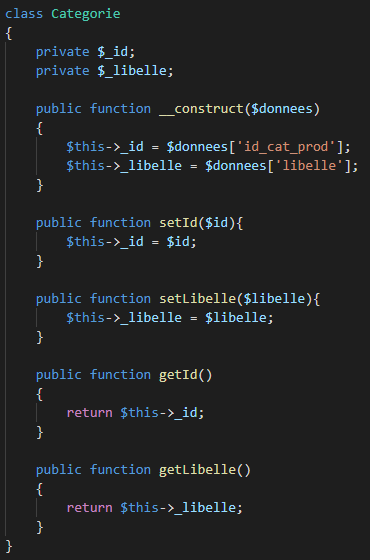 class Categorie
{
    private $_id;
    private $_libelle;

    public function __construct($donnees)
    {
        $this->_id = $donnees['id_cat_prod'];
        $this->_libelle = $donnees['libelle'];
    }

    public function setId($id){
        $this->_id = $id;
    }

    public function setLibelle($libelle){
        $this->_libelle = $libelle;
    }

    public function getId()
    {
        return $this->_id;
    }

    public function getLibelle()
    {
        return $this->_libelle;
    }
}